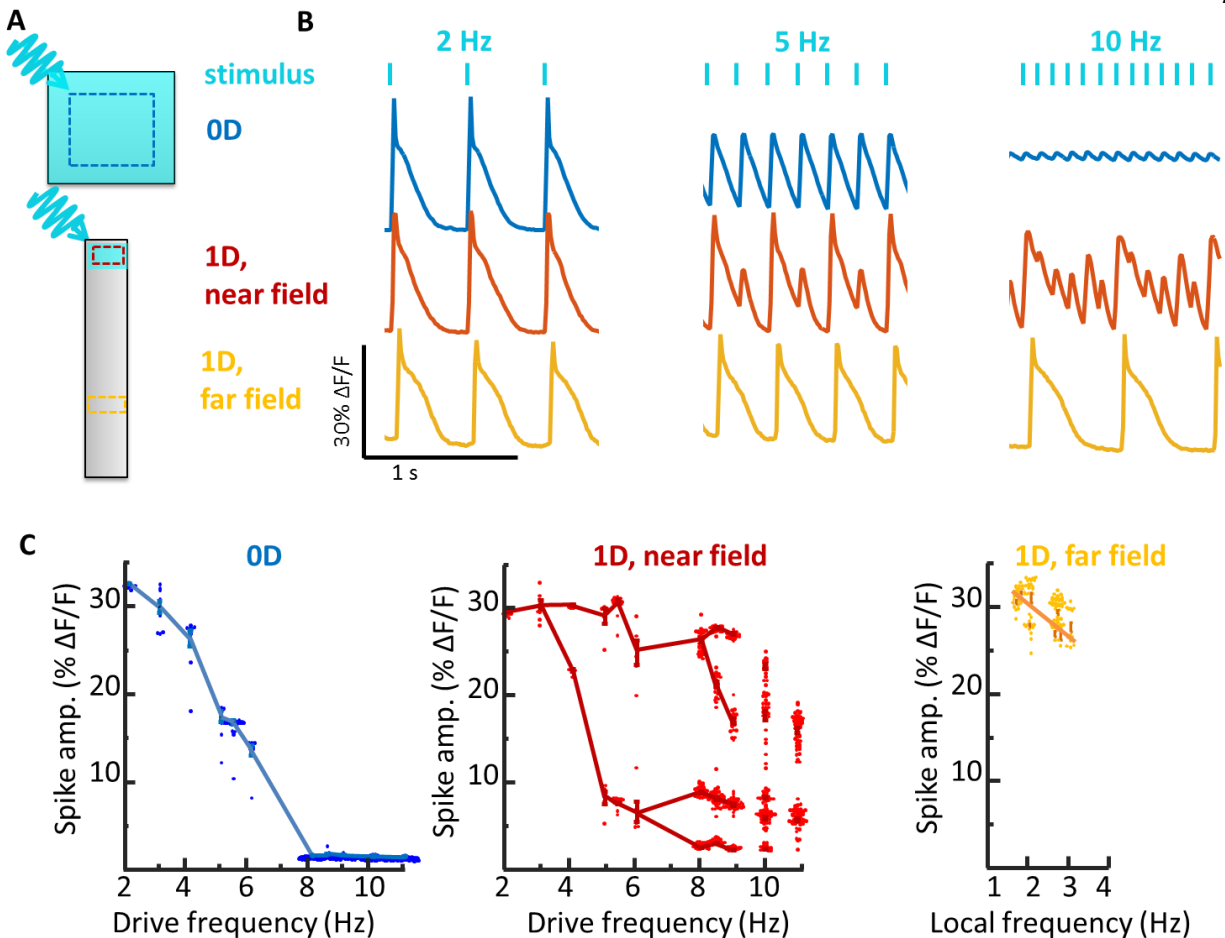 A
B
2 Hz
5 Hz
10 Hz
stimulus
0D
1D,
near field
1D,
far field
30% ΔF/F
1 s
C
0D
1D, near field
1D, far field
Spike amp. (% ΔF/F)
30
20
10
2
4
6
8
10
Drive frequency (Hz)
Spike amp. (% ΔF/F)
30
20
10
2
4
6
8
10
Drive frequency (Hz)
Spike amp. (% ΔF/F)
30
20
10
1
2
3
4
Local frequency (Hz)